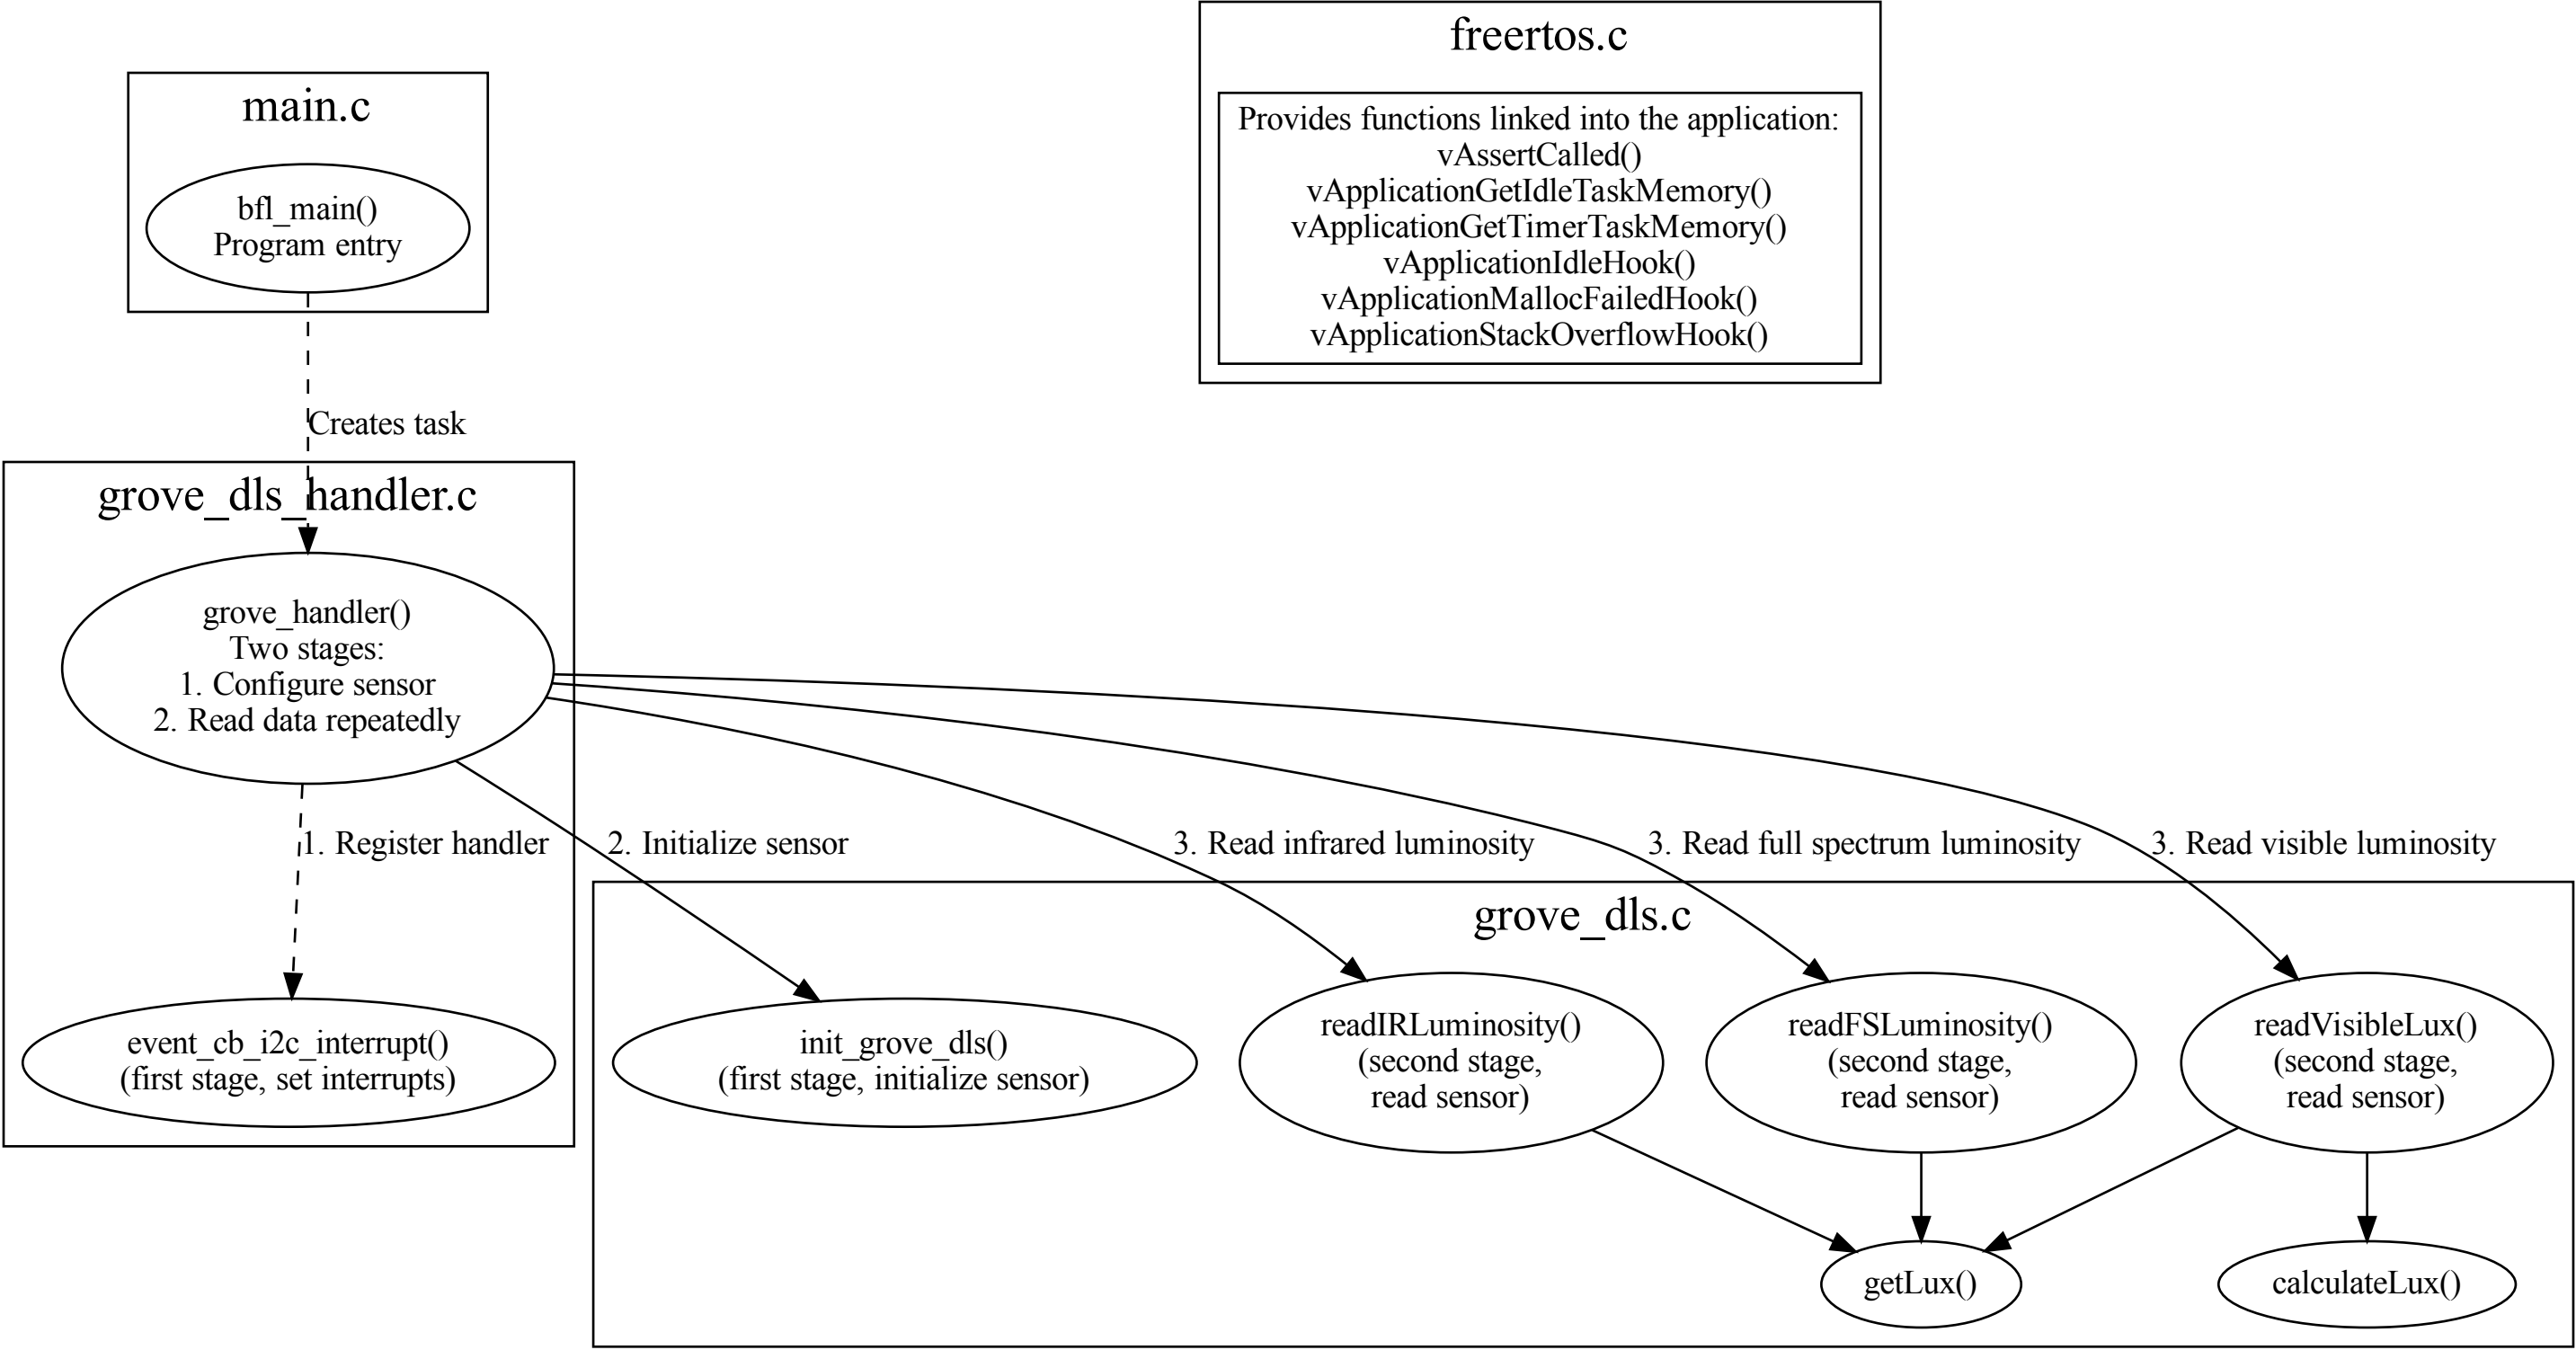 freertos.c
Provides functions linked into the application:
vAssertCalled()
vApplicationGetIdleTaskMemory()
vApplicationGetTimerTaskMemory()
vApplicationIdleHook()
vApplicationMallocFailedHook()
vApplicationStackOverflowHook()
main.c
bfl_main()
Program entry
Creates task
grove_dls_handler.c
grove_handler()
Two stages:
1. Configure sensor
2. Read data repeatedly
1. Register handler
2. Initialize sensor
3. Read infrared luminosity
3. Read full spectrum luminosity
3. Read visible luminosity
event_cb_i2c_interrupt()
(first stage, set interrupts)
grove_dls.c
init_grove_dls()
(first stage, initialize sensor)
readIRLuminosity()
(second stage,
read sensor)
readFSLuminosity()
(second stage,
read sensor)
readVisibleLux()
(second stage,
read sensor)
getLux()
calculateLux()